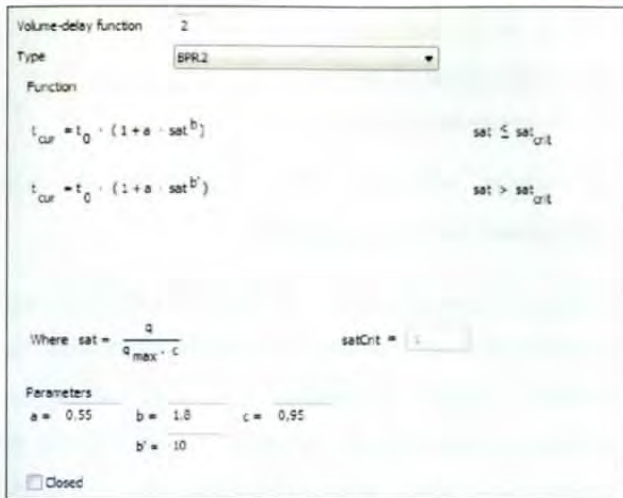 Volume-delay function 2
Type BPR2
Function
t_cur = t_0 · (1 + a · sat^b) sat ≤ sat_crit
t_cur = t_0 · (1 + a · sat^b') sat > sat_crit
Where sat = q / (q_max · c) satCrit =
Parameters
a = 0,55 b = 1,8 c = 0,95
b' = 10
Closed